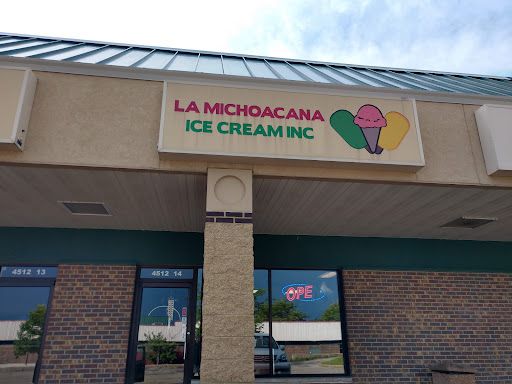 LA MICHOACANA
ICE CREAM INC
4512 13
4512 14
OPE